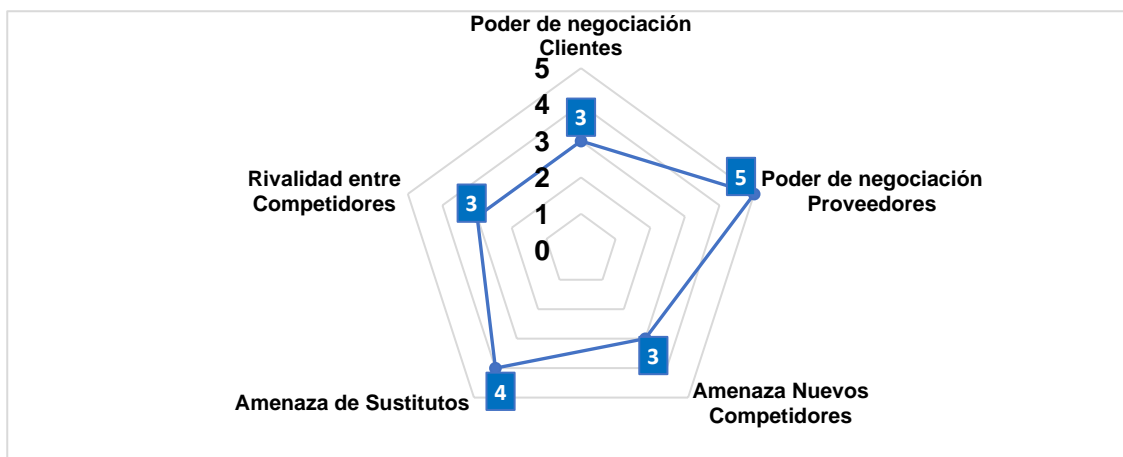 Poder de negociación
Clientes
5
4
3
2
1
0
3
5
3
4
3
Poder de negociación
Proveedores
Amenaza Nuevos
Competidores
Amenaza de Sustitutos
Rivalidad entre
Competidores